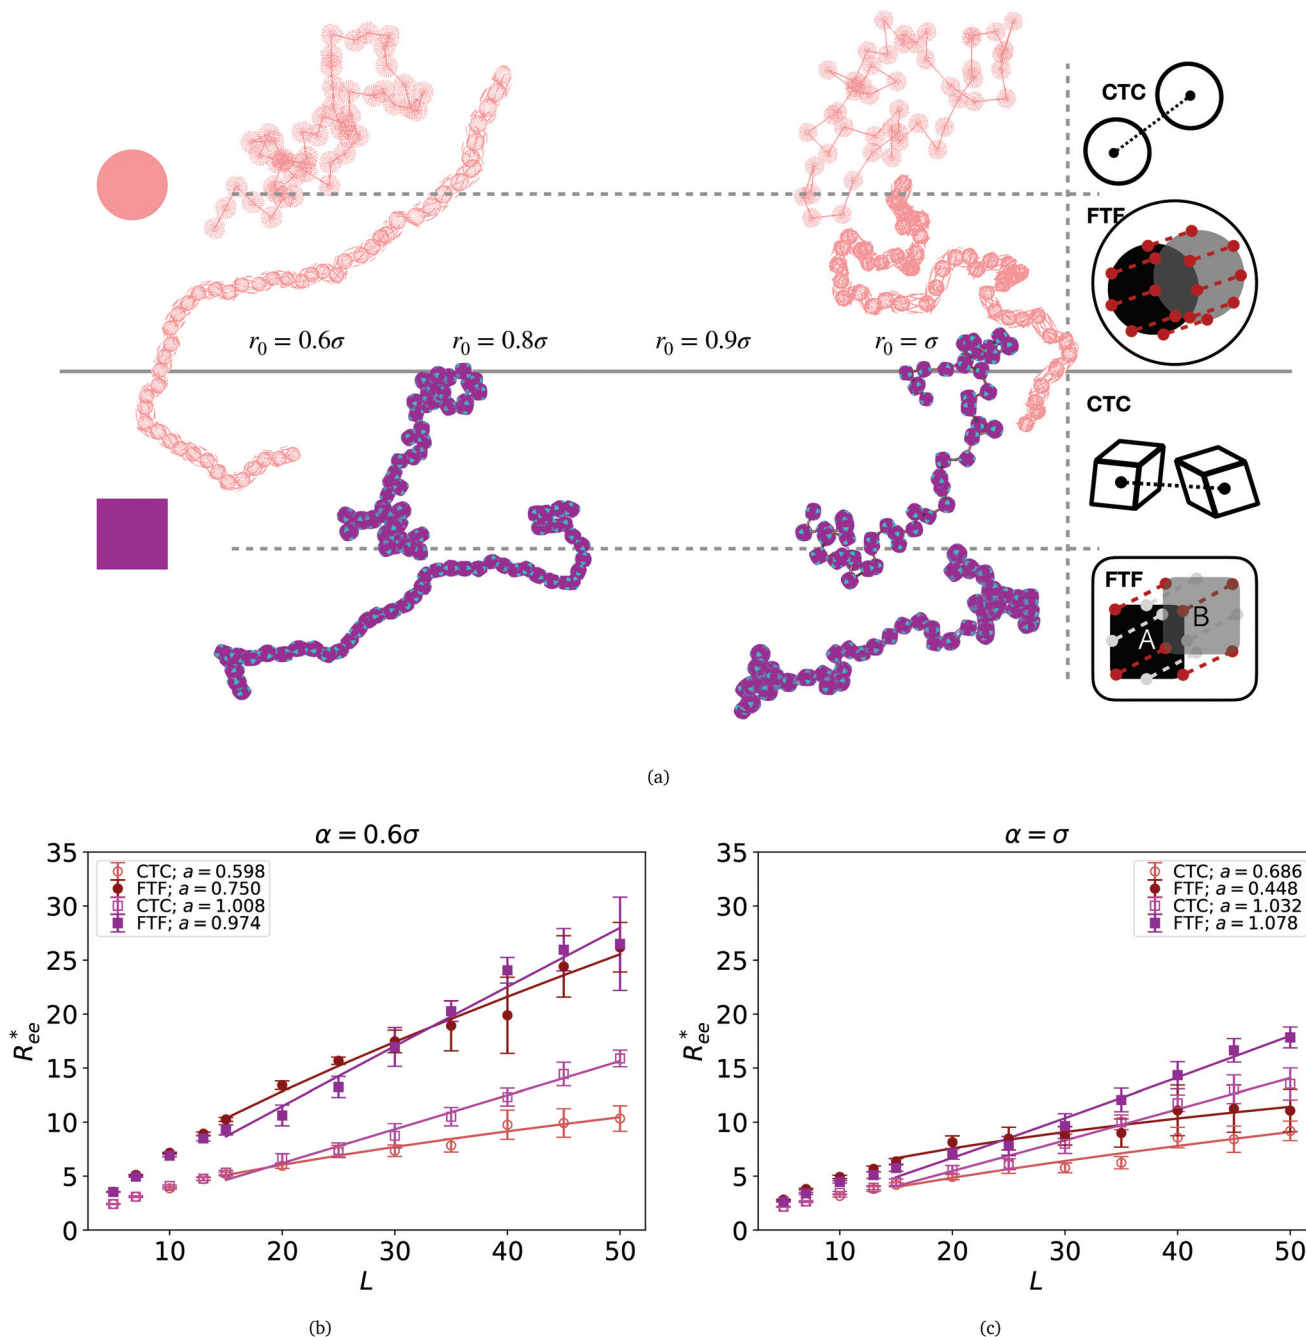 CTC
FTF
r₀ = 0.6σ r₀ = 0.8σ r₀ = 0.9σ r₀ = σ
CTC
FTF
B
A
(a)
α = 0.6σ
35
30
25
20
15
10
5
0
R*ee
CTC; a = 0.598
FTF; a = 0.750
CTC; a = 1.008
FTF; a = 0.974
10 20 30 40 50
L
(b)
α = σ
35
30
25
20
15
10
5
0
R*ee
CTC; a = 0.686
FTF; a = 0.448
CTC; a = 1.032
FTF; a = 1.078
10 20 30 40 50
L
(c)